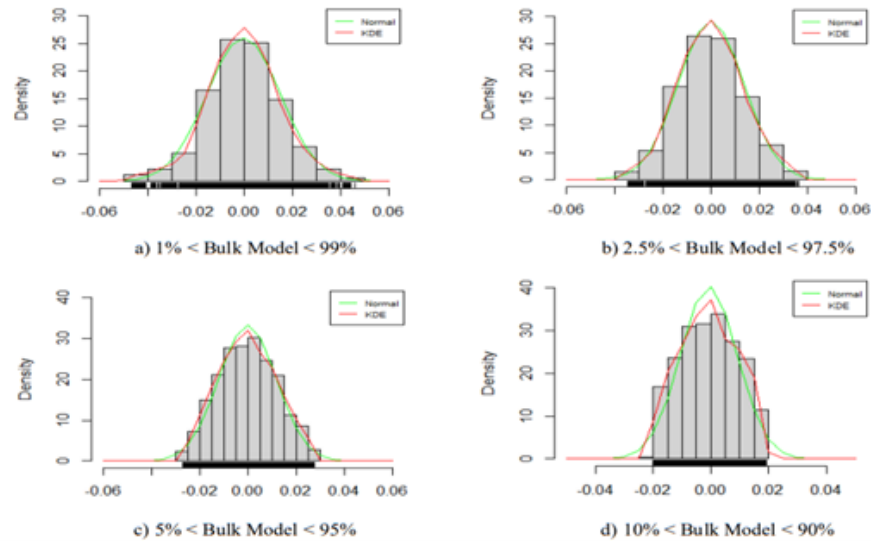 Density
30
25
20
15
10
5
0
Normal
KDE
-0.06 -0.02 0.00 0.02 0.04 0.06
a) 1% < Bulk Model < 99%
Density
30
25
20
15
10
5
0
Normal
KDE
-0.06 -0.02 0.00 0.02 0.04 0.06
b) 2.5% < Bulk Model < 97.5%
Density
40
30
20
10
0
Normal
KDE
-0.06 -0.02 0.00 0.02 0.04 0.06
c) 5% < Bulk Model < 95%
Density
40
30
20
10
0
Normal
KDE
-0.04 -0.02 0.00 0.02 0.04
d) 10% < Bulk Model < 90%